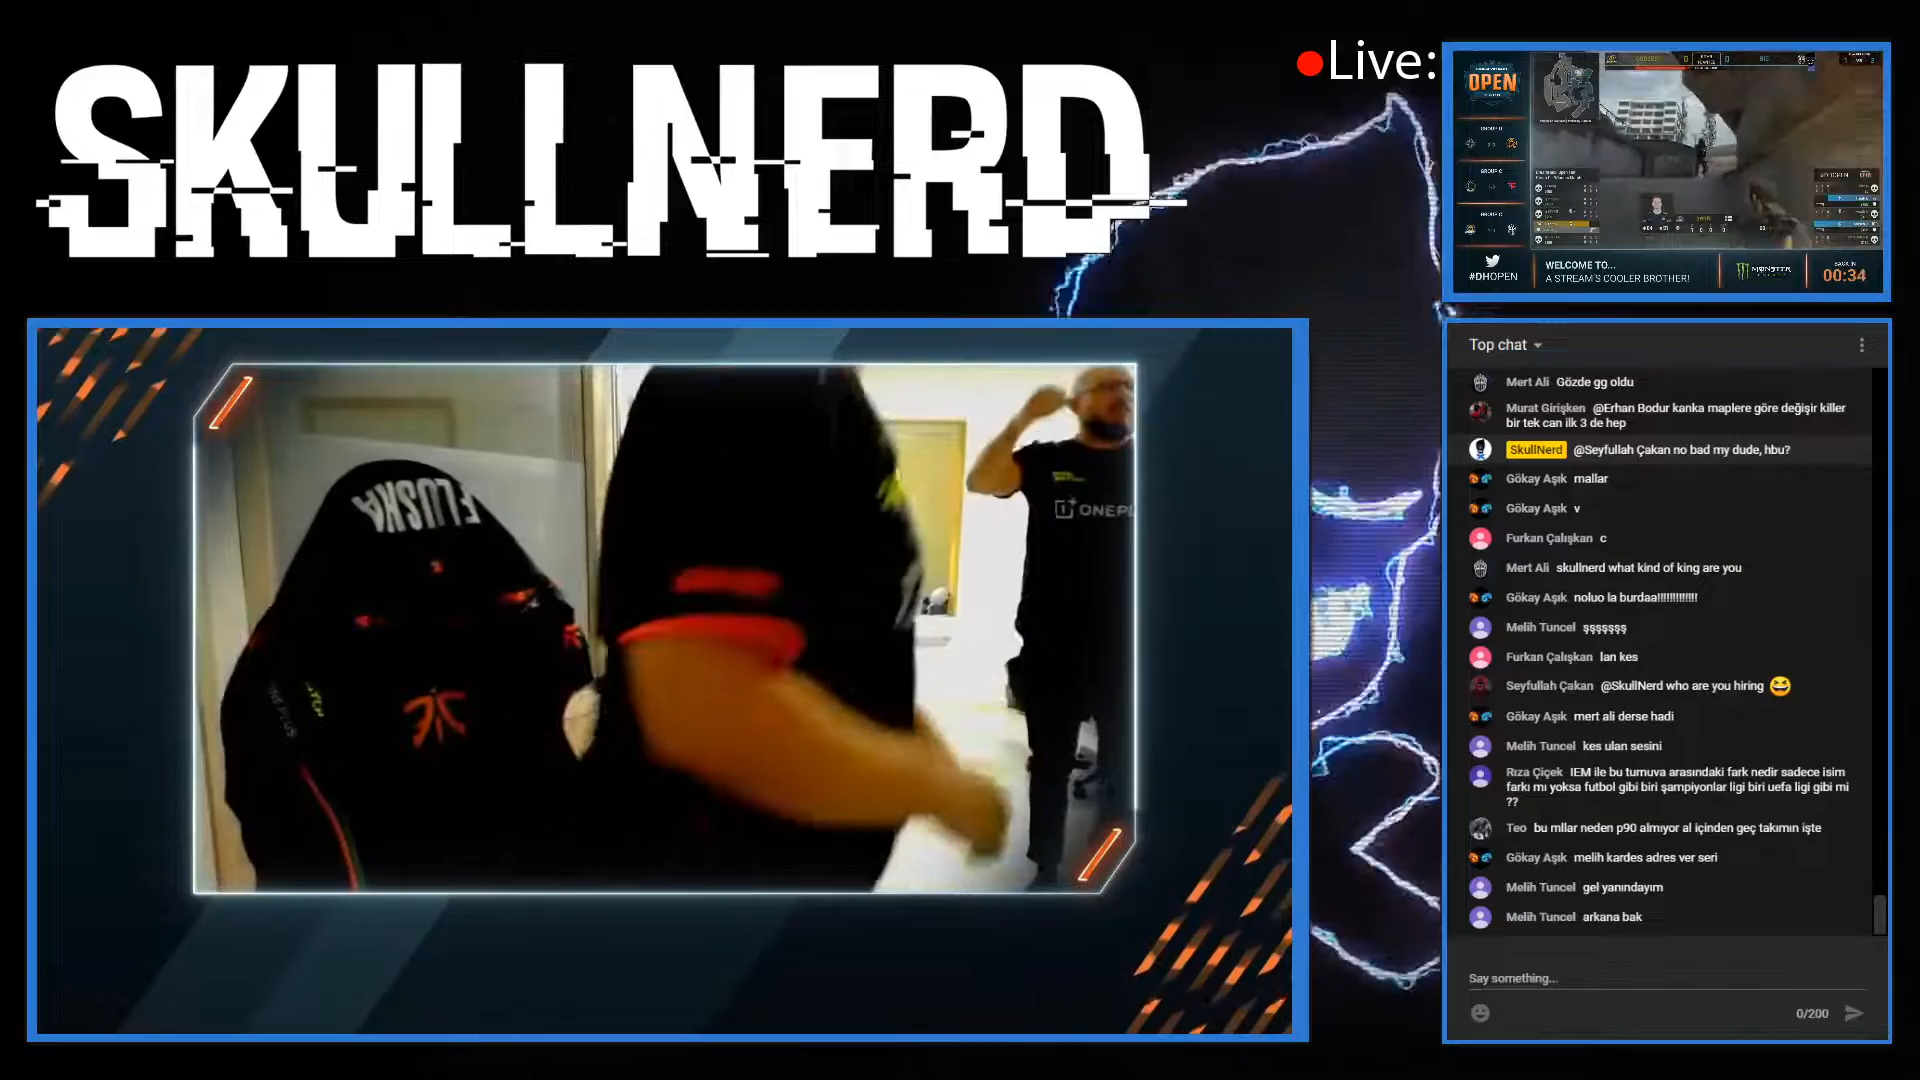 SKULLNERD
Live:
OPEN
GROUP D
GROUP C
GROUP C
#DHOPEN
WELCOME TO...
A STREAM'S COOLER BROTHER!
MONSTER
BACK IN
00:34
FLUSHA
ONEPL
Top chat
Mert Ali Gözde gg oldu
Murat Girişken @Erhan Bodur kanka maplere göre değişir killer
bir tek can ilk 3 de hep
SkullNerd @Seyfullah Çakan no bad my dude, hbu?
Gökay Aşık mallar
Gökay Aşık v
Furkan Çalışkan c
Mert Ali skullnerd what kind of king are you
Gökay Aşık noluo la burdaa!!!!!!!!!!!!!
Melih Tuncel şşşşşşş
Furkan Çalışkan lan kes
Seyfullah Çakan @SkullNerd who are you hiring
Gökay Aşık mert ali derse hadi
Melih Tuncel kes ulan sesini
Rıza Çiçek IEM ile bu turnuva arasındaki fark nedir sadece isim
farkı mı yoksa futbol gibi biri şampiyonlar ligi biri uefa ligi gibi mi
??
Teo bu mllar neden p90 almıyor al içinden geç takımın işte
Gökay Aşık melih kardes adres ver seri
Melih Tuncel gel yanındayım
Melih Tuncel arkana bak
Say something...
0/200